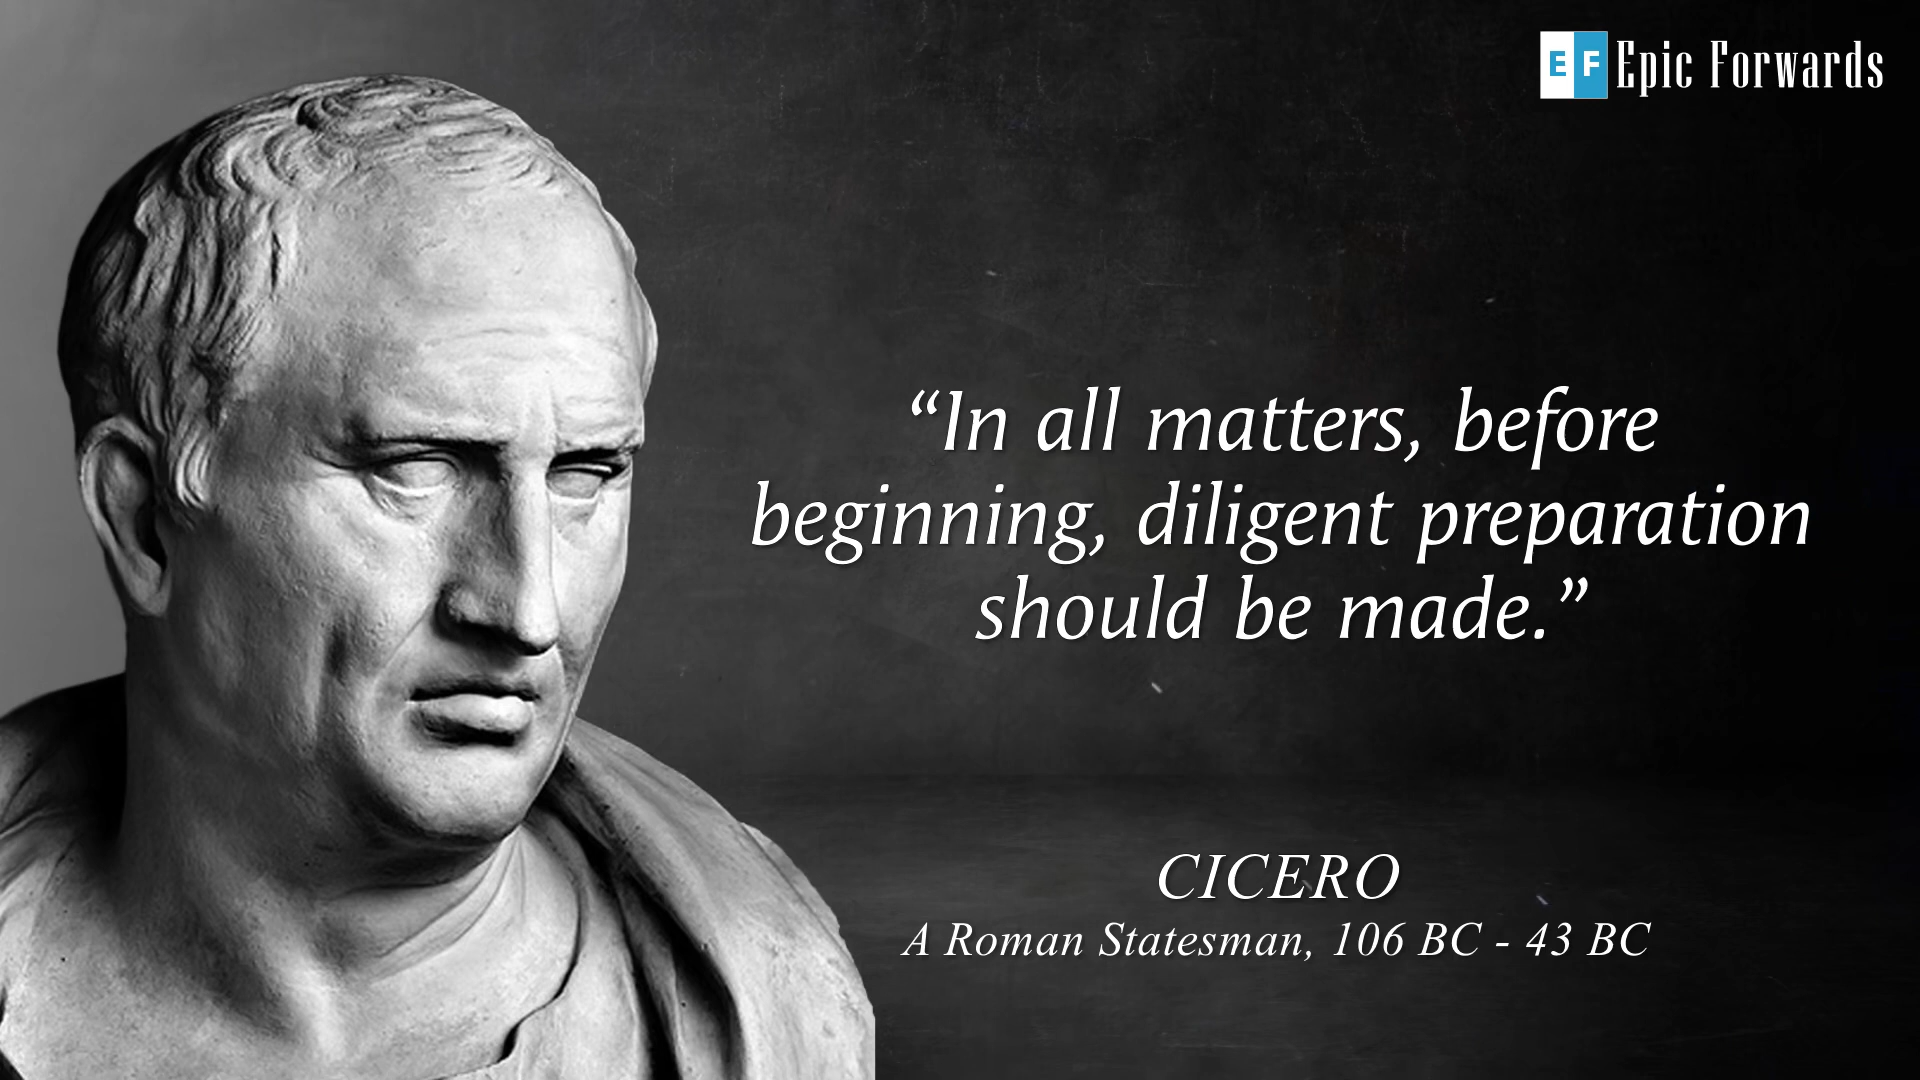 EF Epic Forwards
“In all matters, before
beginning, diligent preparation
should be made.”
CICERO
A Roman Statesman, 106 BC - 43 BC